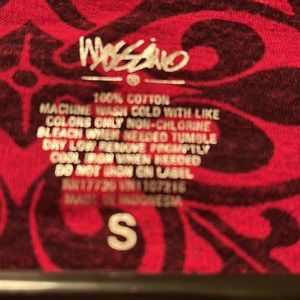 Mossimo
100% COTTON
MACHINE WASH COLD WITH LIKE
COLORS ONLY NON-CHLORINE
BLEACH WHEN NEEDED TUMBLE
DRY LOW REMOVE PROMPTLY
COOL IRON WHEN NEEDED
DO NOT IRON ON LABEL
MADE IN INDONESIA
S